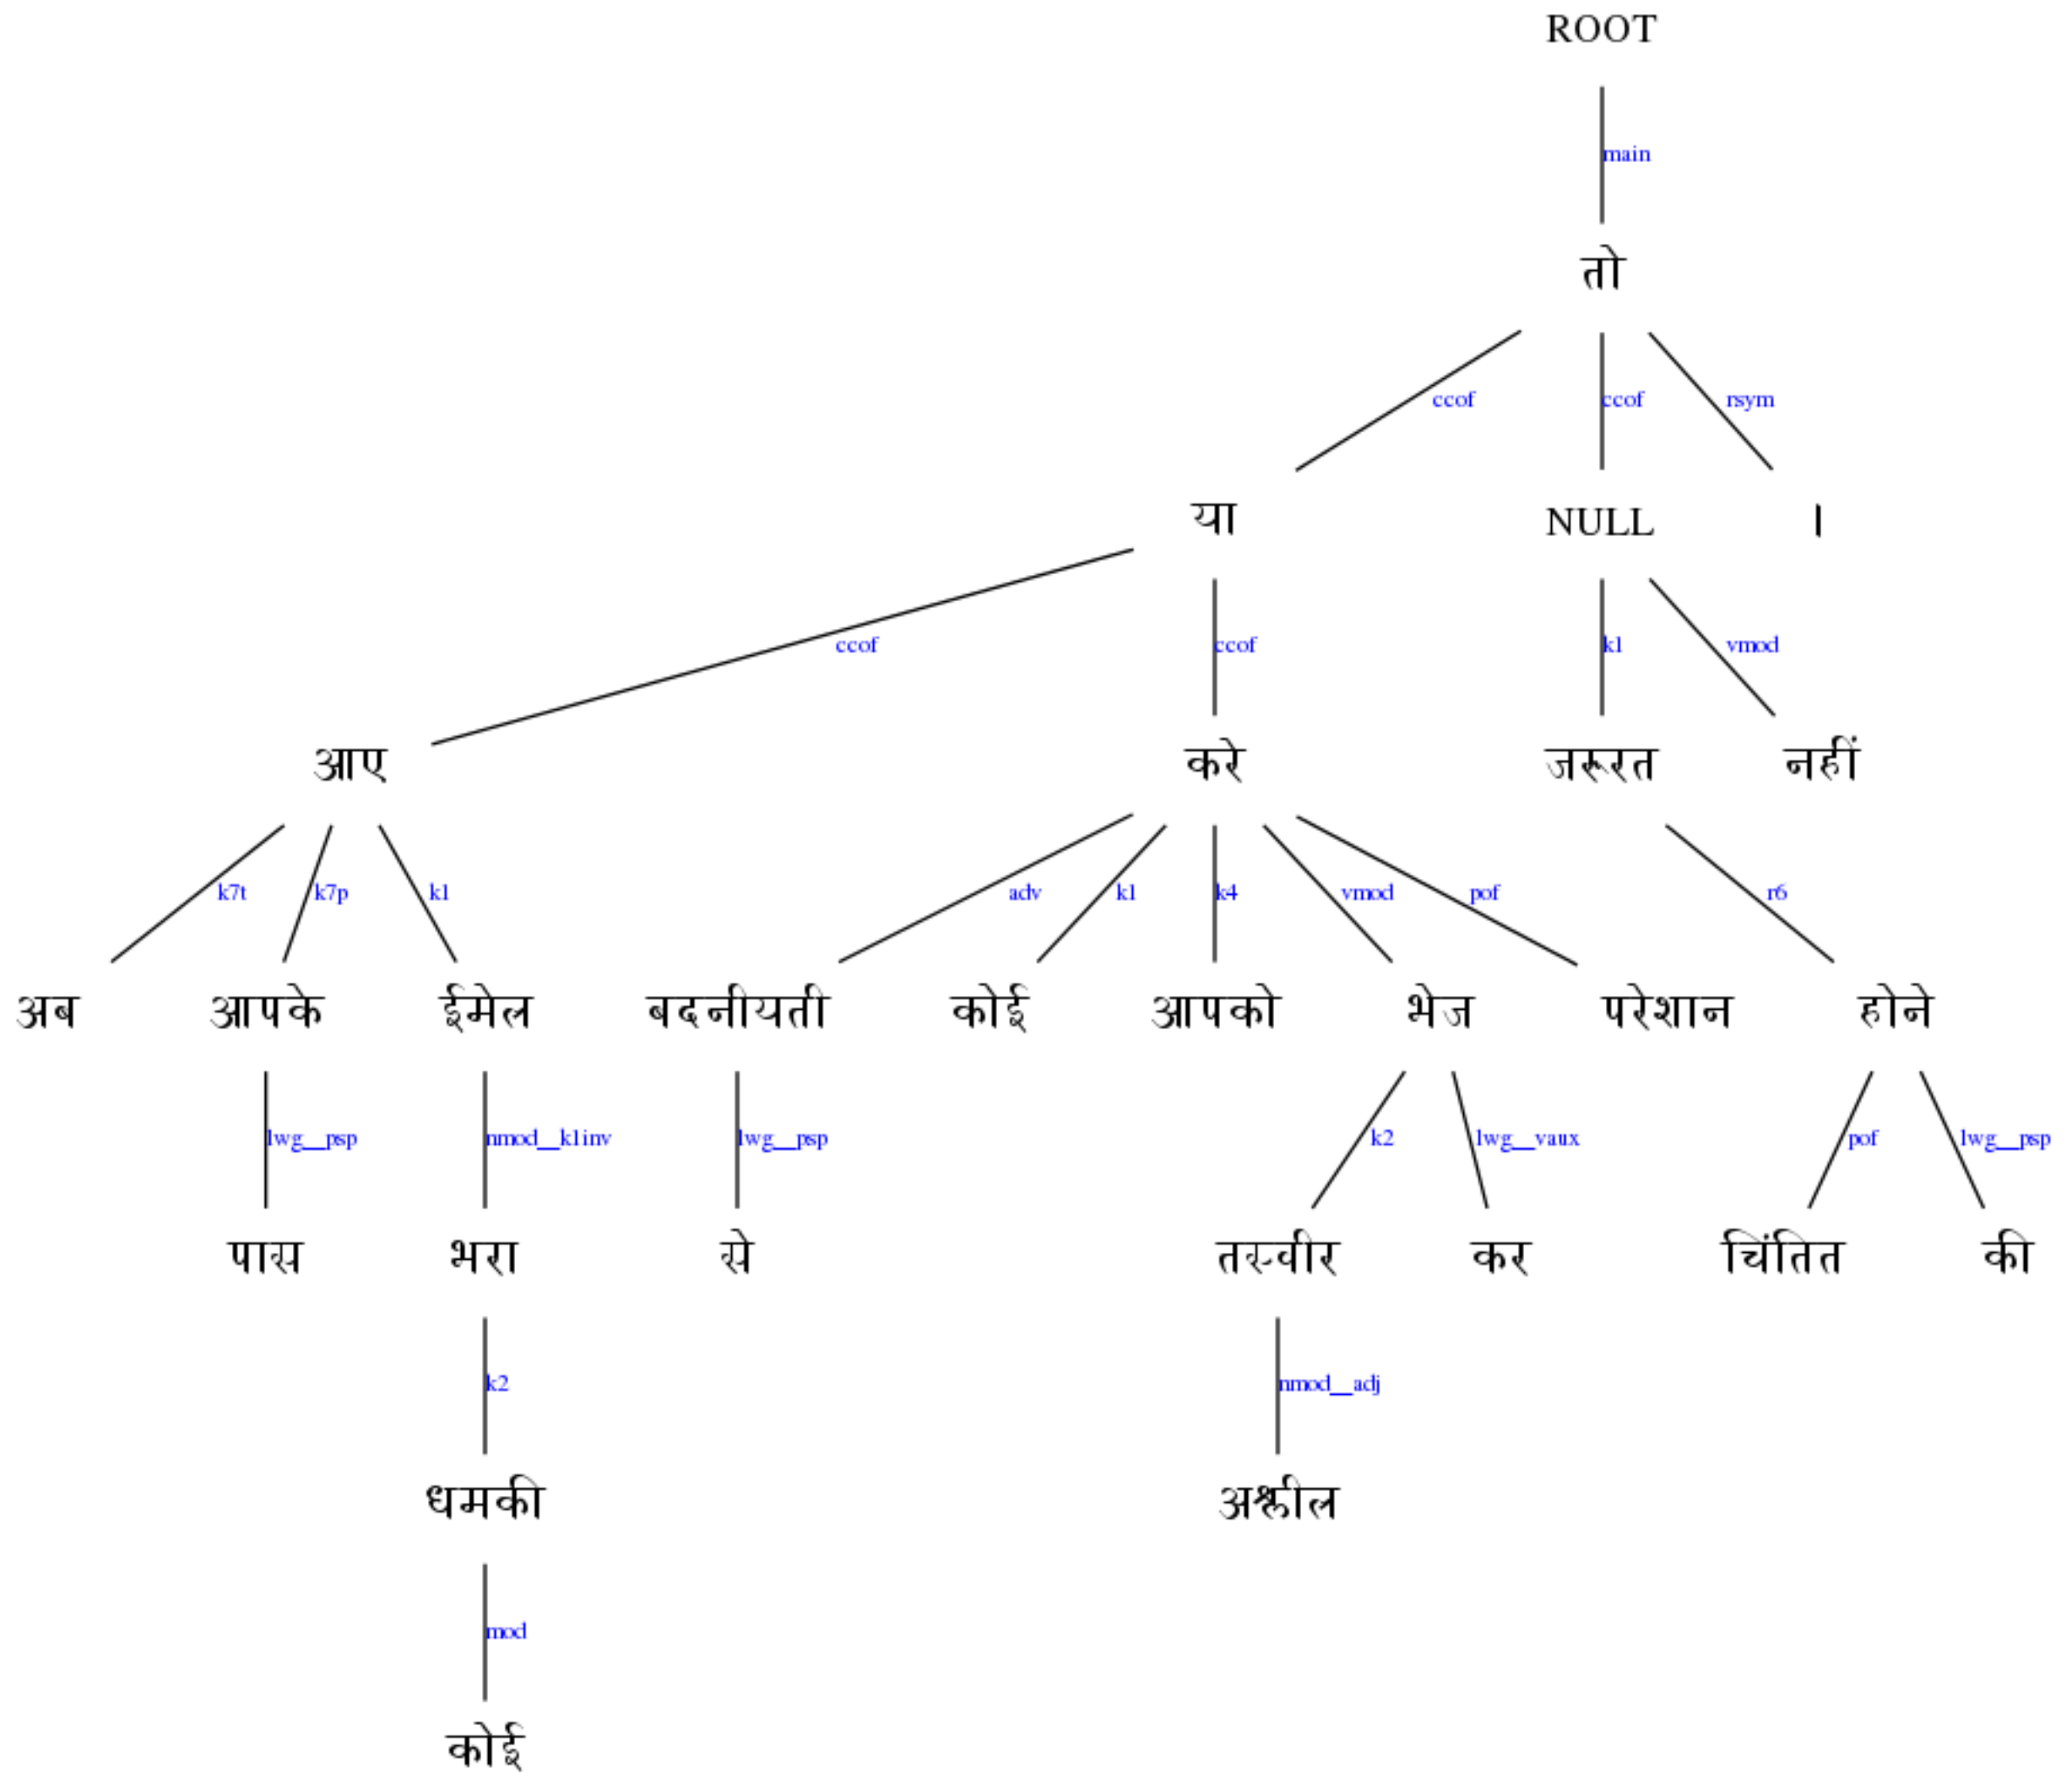 ROOT
main
तो
ccof ccof rsym
या NULL ।
ccof ccof k1 vmod
आए करे जरूरत नहीं
k7t k7p k1 adv k1 k4 vmod pof r6
अब आपके ईमेल बदनीयती कोई आपको भेज परेशान होने
lwg__psp nmod__k1inv lwg__psp k2 lwg__vaux pof lwg__psp
पास भरा से तस्वीर कर चिंतित की
k2 nmod__adj
धमकी अश्लील
mod
कोई